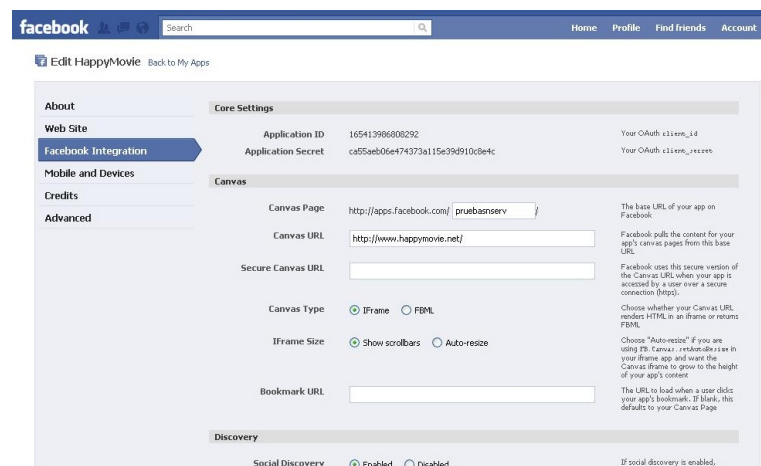 facebook Search Home Profile Find friends Account
Edit HappyMovie Back to My Apps
About
Web Site
Facebook Integration
Mobile and Devices
Credits
Advanced
Core Settings
Application ID 165413986808292 Your OAuth client_id
Application Secret ca55aeb06e474373a115e39d910c8e4c Your OAuth client_secret
Canvas
Canvas Page http://apps.facebook.com/ pruebasnserv / The base URL of your app on
Facebook
Canvas URL http://www.happymovie.net/ Facebook pulls the content for your
app's canvas pages from this base
URL
Secure Canvas URL Facebook uses this secure version of
the Canvas URL when your app is
accessed by a user over a secure
connection (https).
Canvas Type IFrame FBML Choose whether your Canvas URL
renders HTML in an iframe or returns
FBML
IFrame Size Show scrollbars Auto-resize Choose "Auto-resize" if you are
using FB.Canvas.setAutoResize in
your iframe app and want the
Canvas iframe to grow to the height
of your app's content
Bookmark URL The URL to load when a user clicks
your app's bookmark. If blank, this
defaults to your Canvas Page
Discovery
Social Discovery Enabled Disabled If social discovery is enabled,